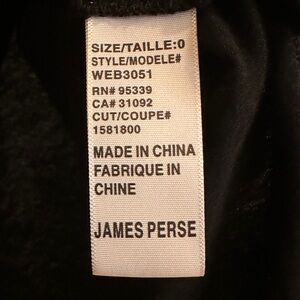 SIZE/TAILLE:0
STYLE/MODELE#
WEB3051
RN# 95339
CA# 31092
CUT/COUPE#
1581800
MADE IN CHINA
FABRIQUE IN
CHINE
JAMES PERSE